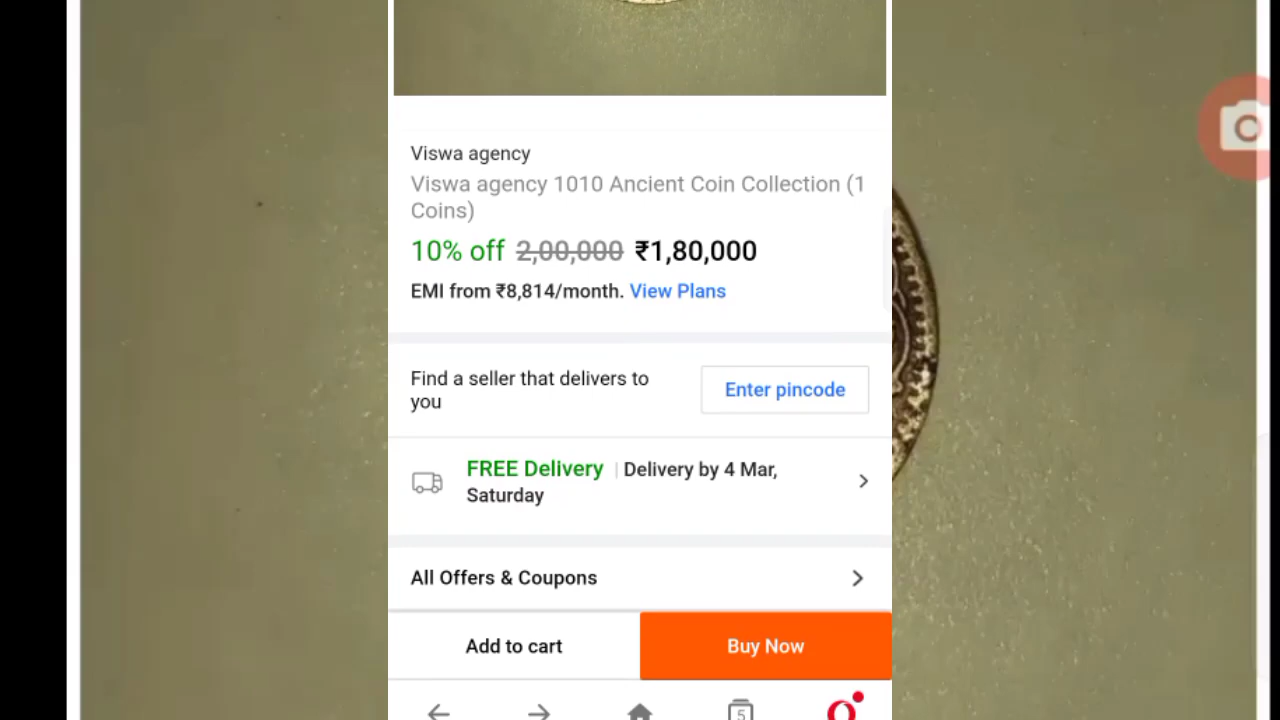 Viswa agency
Viswa agency 1010 Ancient Coin Collection (1
Coins)
10% off 2,00,000 ₹1,80,000
EMI from ₹8,814/month. View Plans
Find a seller that delivers to
you
Enter pincode
FREE Delivery | Delivery by 4 Mar,
Saturday
All Offers & Coupons
Add to cart
Buy Now
5